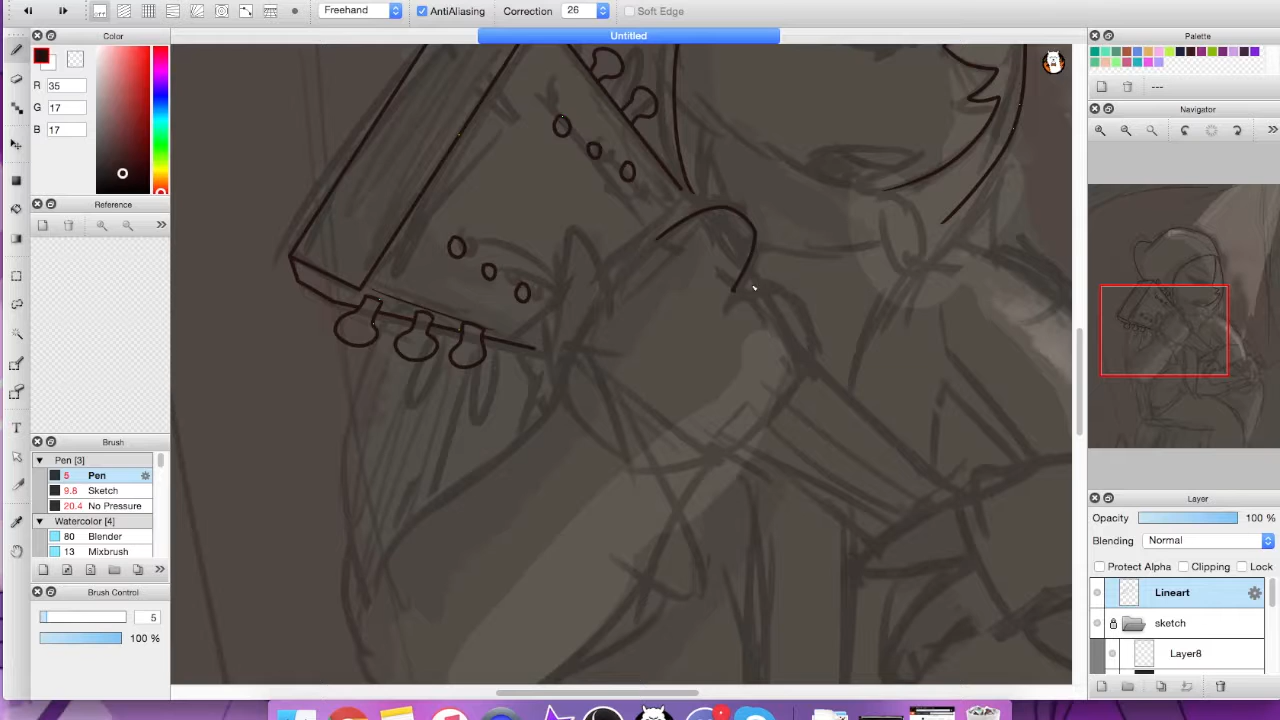 Freehand
AntiAliasing
Correction
26
Soft Edge
Color
Untitled
Palette
R
35
G
17
B
17
---
Navigator
Reference
Brush
Pen [3]
5
Pen
9.8
Sketch
20.4
No Pressure
Watercolor [4]
80
Blender
13
Mixbrush
Layer
Opacity
100 %
Blending
Normal
Protect Alpha
Clipping
Lock
Lineart
sketch
Layer8
Brush Control
5
100 %